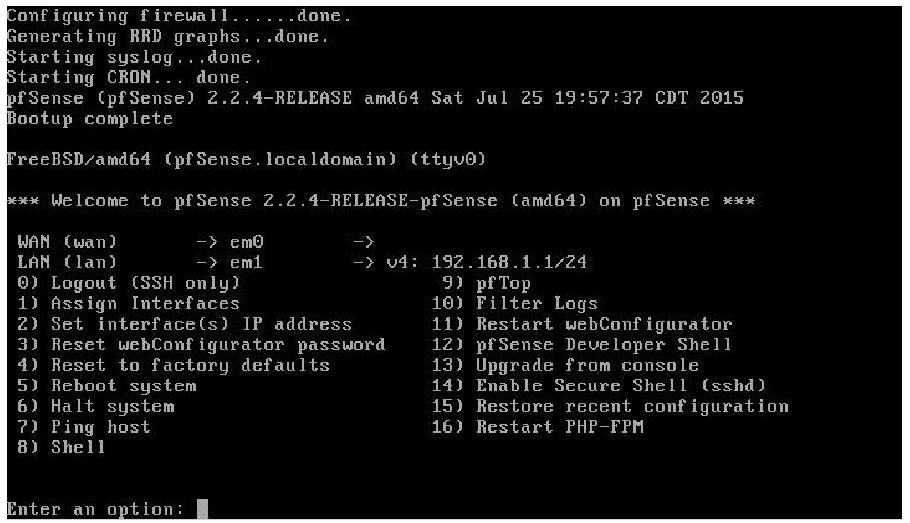 Configuring firewall......done.
Generating RRD graphs...done.
Starting syslog...done.
Starting CRON... done.
pfSense (pfSense) 2.2.4-RELEASE amd64 Sat Jul 25 19:57:37 CDT 2015
Bootup complete
FreeBSD/amd64 (pfSense.localdomain) (ttyv0)
*** Welcome to pfSense 2.2.4-RELEASE-pfSense (amd64) on pfSense ***
WAN (wan) -> em0 ->
LAN (lan) -> em1 -> v4: 192.168.1.1/24
0) Logout (SSH only) 9) pfTop
1) Assign Interfaces 10) Filter Logs
2) Set interface(s) IP address 11) Restart webConfigurator
3) Reset webConfigurator password 12) pfSense Developer Shell
4) Reset to factory defaults 13) Upgrade from console
5) Reboot system 14) Enable Secure Shell (sshd)
6) Halt system 15) Restore recent configuration
7) Ping host 16) Restart PHP-FPM
8) Shell
Enter an option: